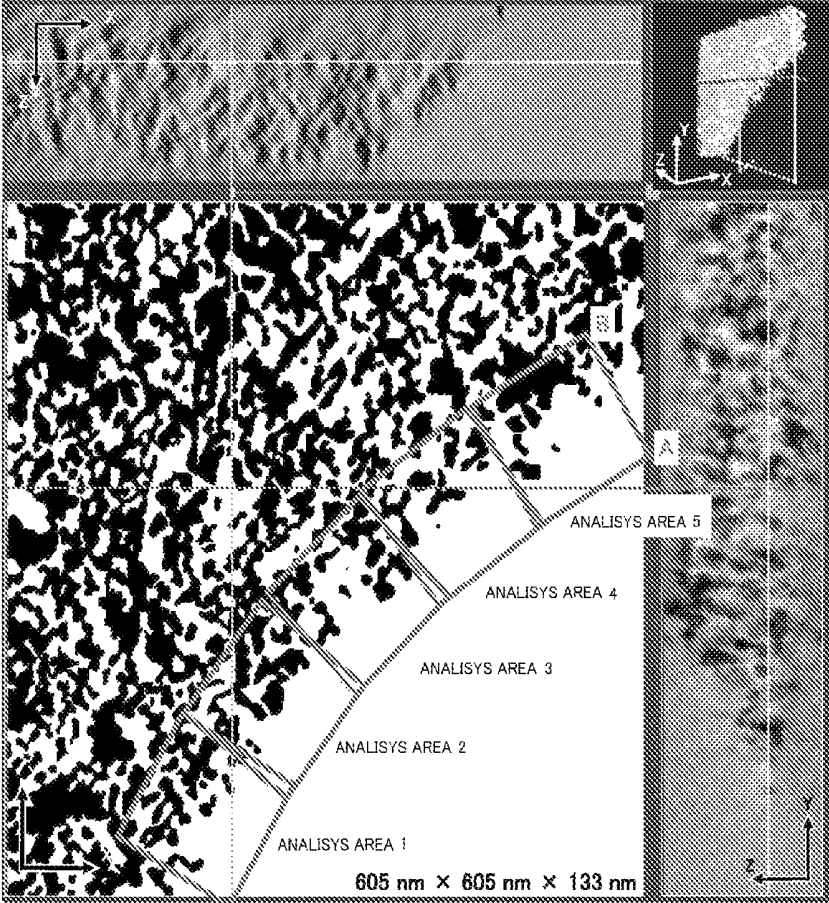 X
Z
Y
Z
X
B
A
ANALISYS AREA 5
ANALISYS AREA 4
ANALISYS AREA 3
ANALISYS AREA 2
ANALISYS AREA 1
Y
Z
605 nm × 605 nm × 133 nm